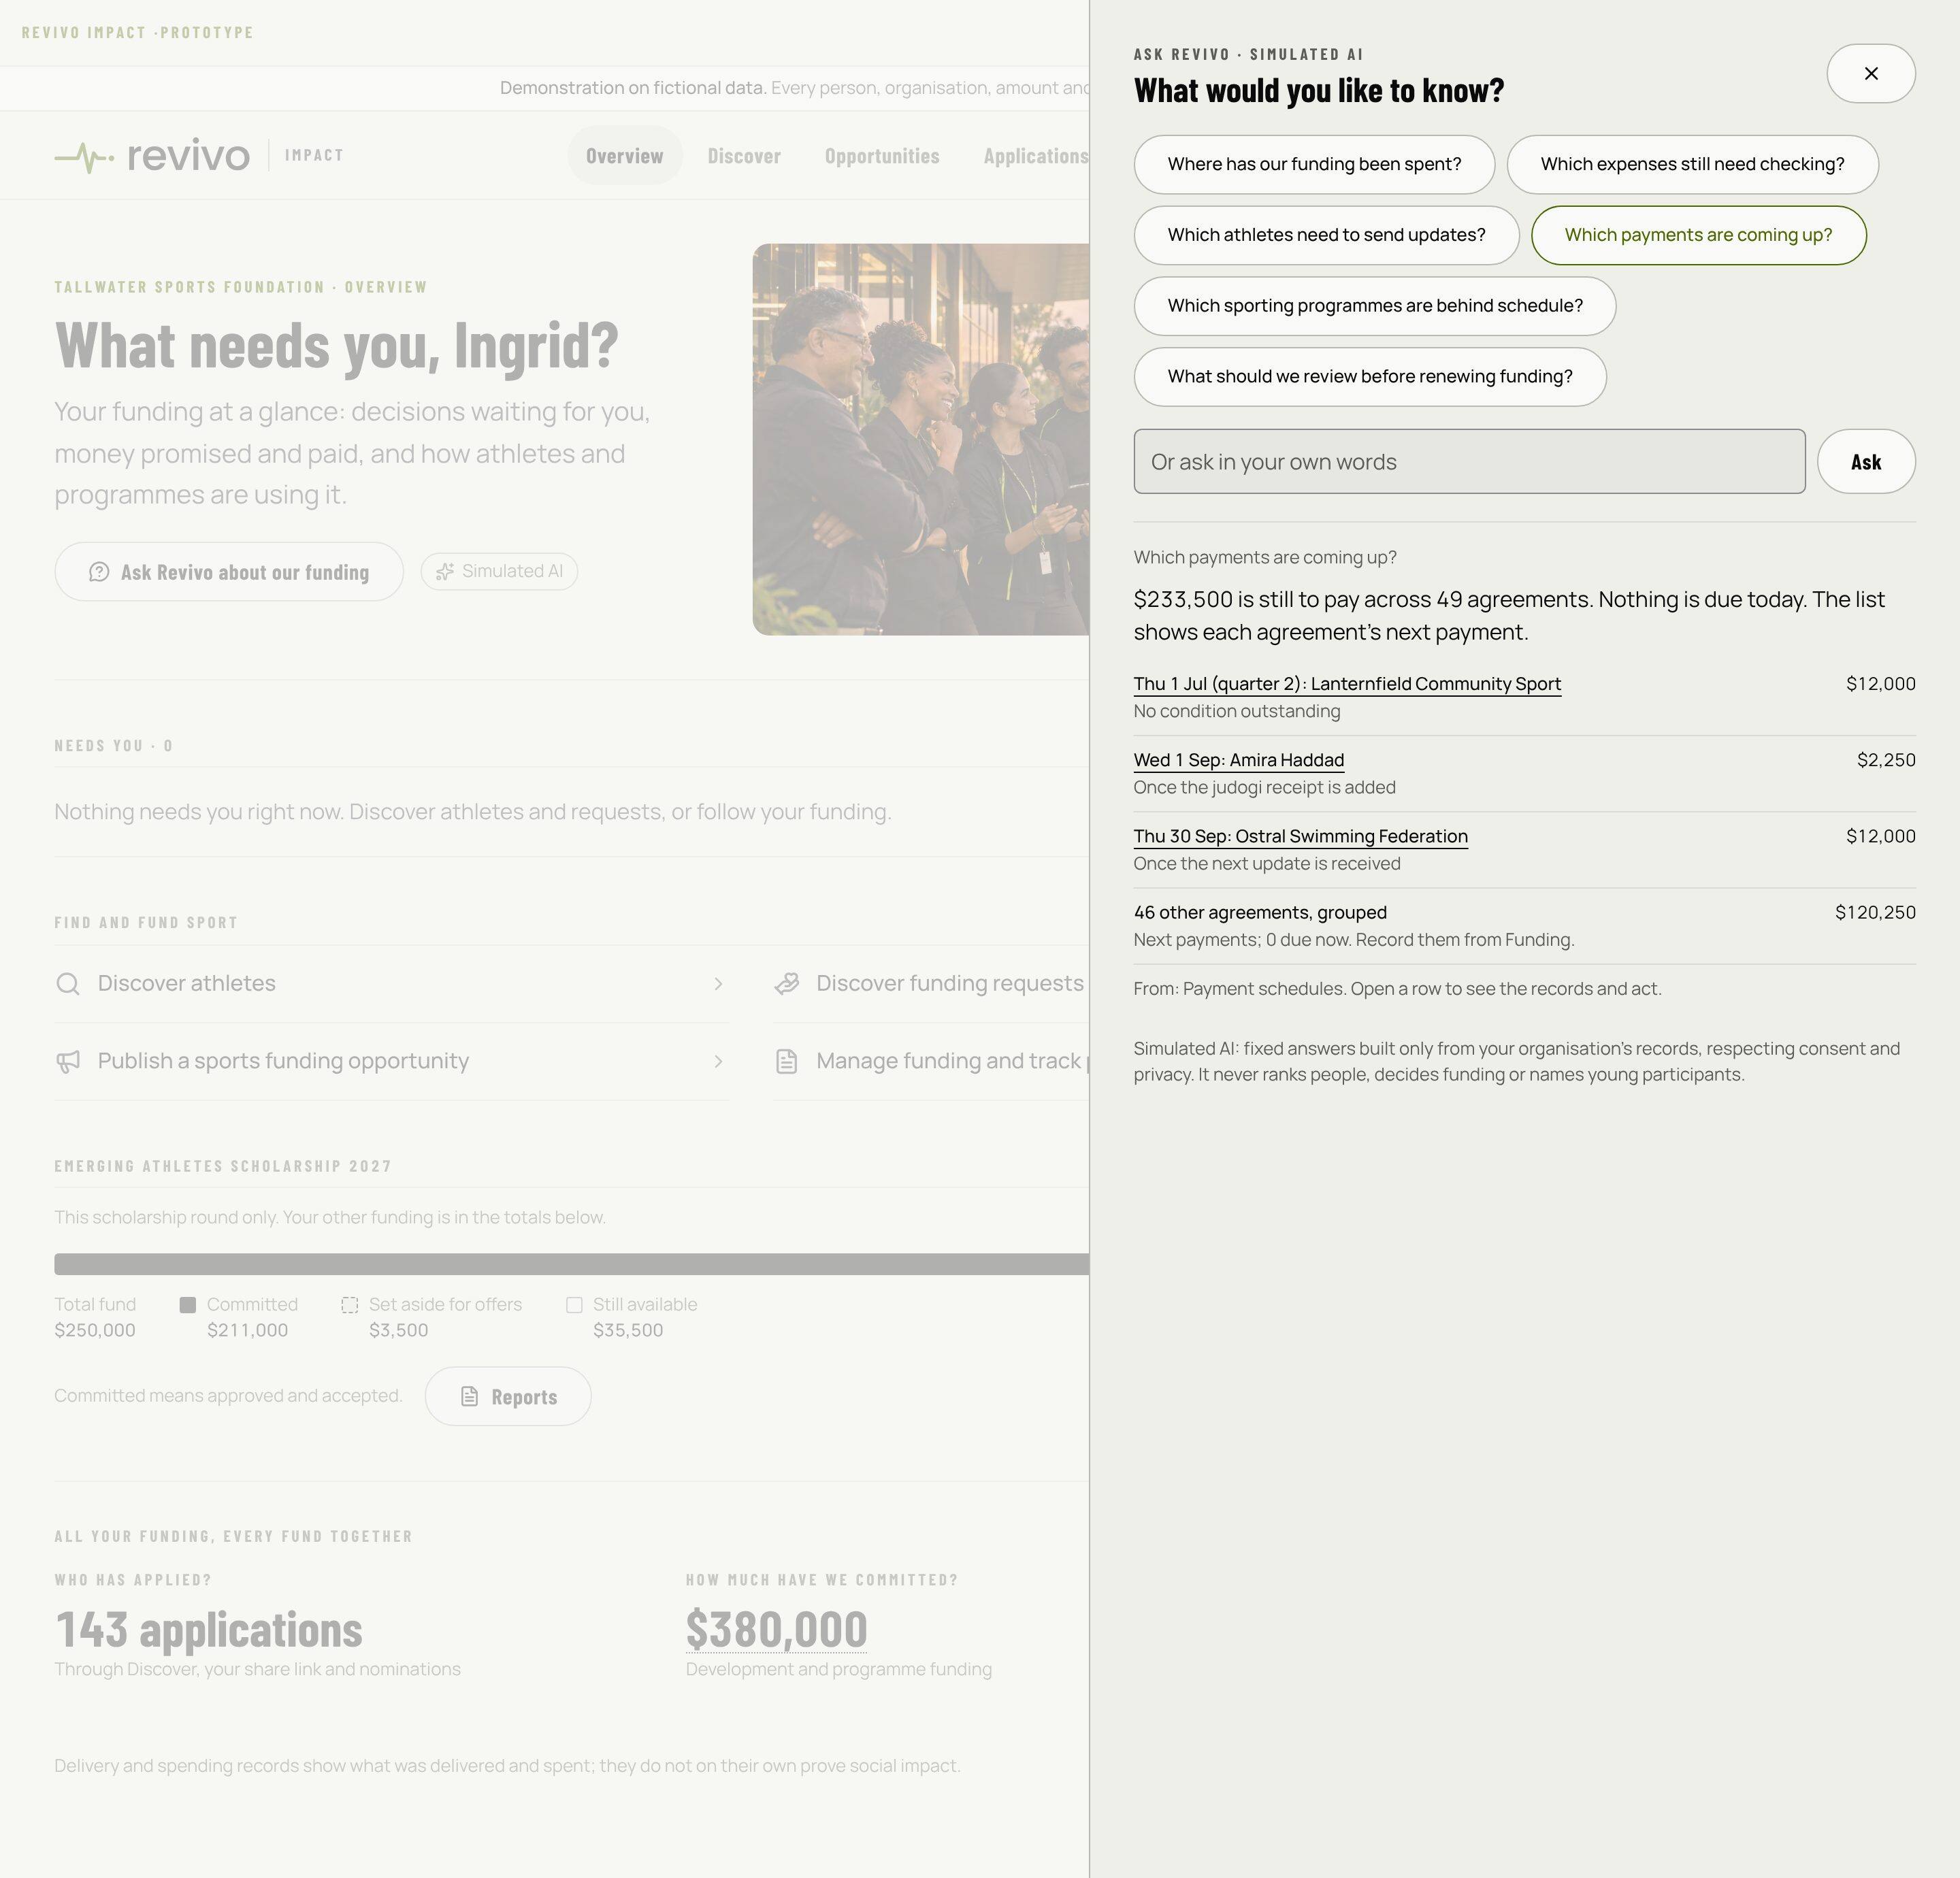 REVIVO IMPACT ·PROTOTYPE
Demonstration on fictional data. Every person, organisation, amount and
revivo IMPACT
Overview Discover Opportunities Applications
TALLWATER SPORTS FOUNDATION · OVERVIEW
What needs you, Ingrid?
Your funding at a glance: decisions waiting for you,
money promised and paid, and how athletes and
programmes are using it.
Ask Revivo about our funding
Simulated AI
NEEDS YOU · 0
Nothing needs you right now. Discover athletes and requests, or follow your funding.
FIND AND FUND SPORT
Discover athletes
Discover funding requests
Publish a sports funding opportunity
Manage funding and track
EMERGING ATHLETES SCHOLARSHIP 2027
This scholarship round only. Your other funding is in the totals below.
Total fund Committed Set aside for offers Still available
$250,000 $211,000 $3,500 $35,500
Committed means approved and accepted.
Reports
ALL YOUR FUNDING, EVERY FUND TOGETHER
WHO HAS APPLIED?
143 applications
Through Discover, your share link and nominations
HOW MUCH HAVE WE COMMITTED?
$380,000
Development and programme funding
Delivery and spending records show what was delivered and spent; they do not on their own prove social impact.
ASK REVIVO · SIMULATED AI
What would you like to know?
Where has our funding been spent?
Which expenses still need checking?
Which athletes need to send updates?
Which payments are coming up?
Which sporting programmes are behind schedule?
What should we review before renewing funding?
Or ask in your own words
Ask
Which payments are coming up?
$233,500 is still to pay across 49 agreements. Nothing is due today. The list
shows each agreement’s next payment.
Thu 1 Jul (quarter 2): Lanternfield Community Sport $12,000
No condition outstanding
Wed 1 Sep: Amira Haddad $2,250
Once the judogi receipt is added
Thu 30 Sep: Ostral Swimming Federation $12,000
Once the next update is received
46 other agreements, grouped $120,250
Next payments; 0 due now. Record them from Funding.
From: Payment schedules. Open a row to see the records and act.
Simulated AI: fixed answers built only from your organisation’s records, respecting consent and
privacy. It never ranks people, decides funding or names young participants.